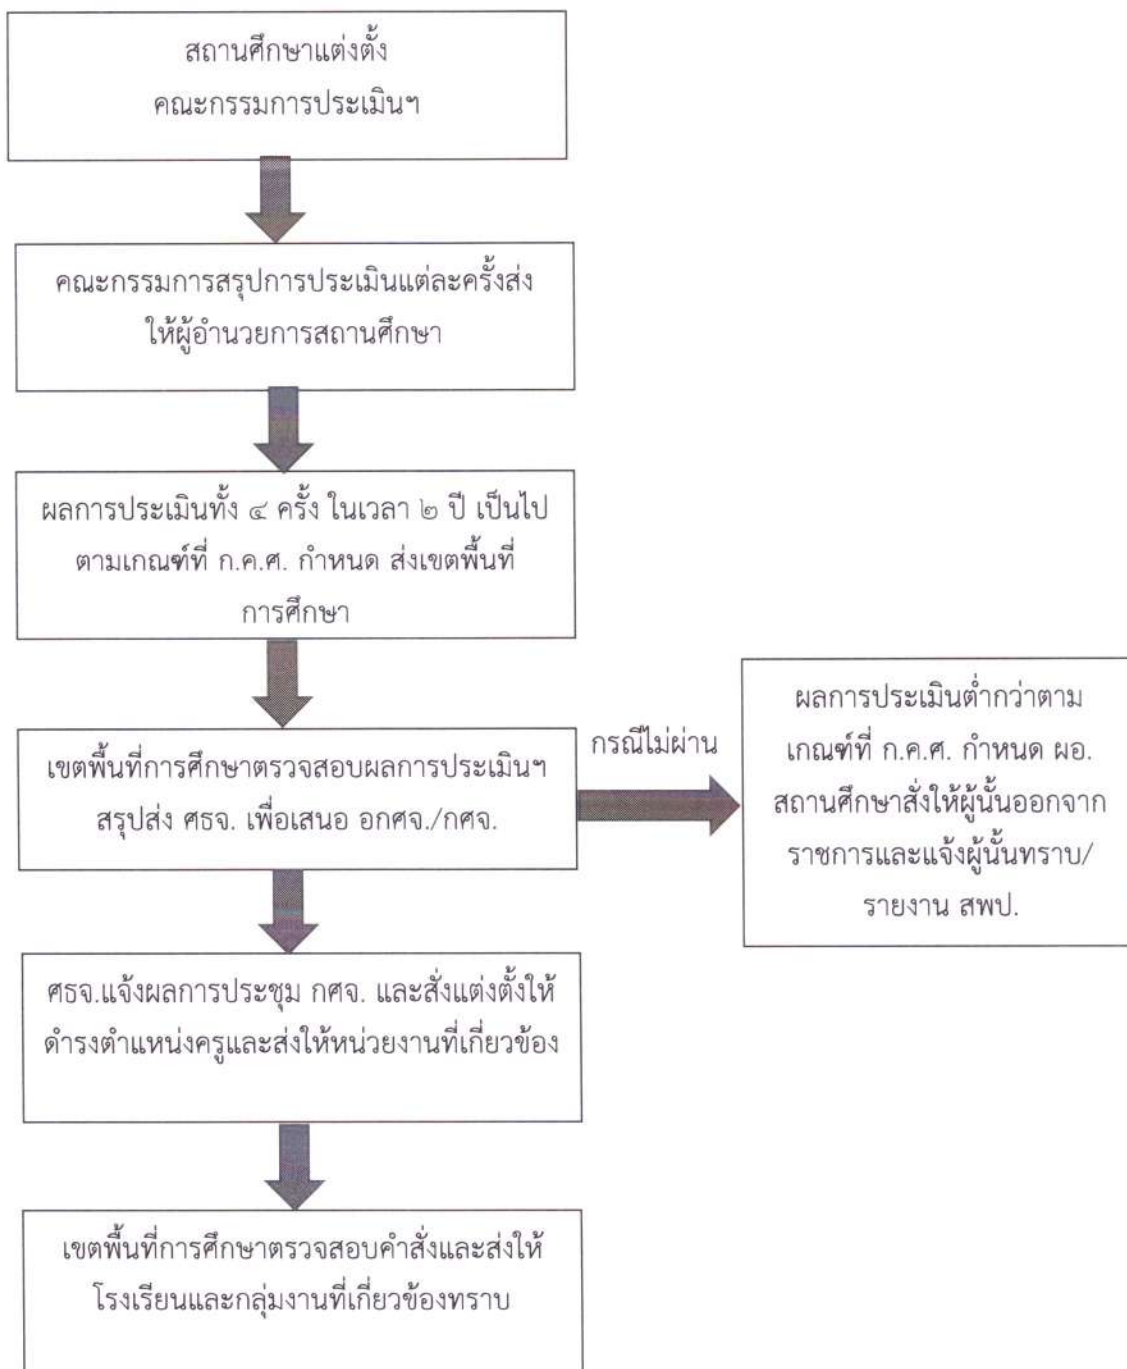 สถานศึกษาแต่งตั้ง
คณะกรรมการประเมินฯ
คณะกรรมการสรุปการประเมินแต่ละครั้งส่ง
ให้ผู้อำนวยการสถานศึกษา
ผลการประเมินทั้ง ๔ ครั้ง ในเวลา ๒ ปี เป็นไป
ตามเกณฑ์ที่ ก.ค.ศ. กำหนด ส่งเขตพื้นที่
การศึกษา
เขตพื้นที่การศึกษาตรวจสอบผลการประเมินฯ
สรุปส่ง ศธจ. เพื่อเสนอ อกศจ./กศจ.
กรณีไม่ผ่าน
ผลการประเมินต่ำกว่าตาม
เกณฑ์ที่ ก.ค.ศ. กำหนด ผอ.
สถานศึกษาสั่งให้ผู้นั้นออกจาก
ราชการและแจ้งผู้นั้นทราบ/
รายงาน สพป.
ศธจ.แจ้งผลการประชุม กศจ. และสั่งแต่งตั้งให้
ดำรงตำแหน่งครูและส่งให้หน่วยงานที่เกี่ยวข้อง
เขตพื้นที่การศึกษาตรวจสอบคำสั่งและส่งให้
โรงเรียนและกลุ่มงานที่เกี่ยวข้องทราบ